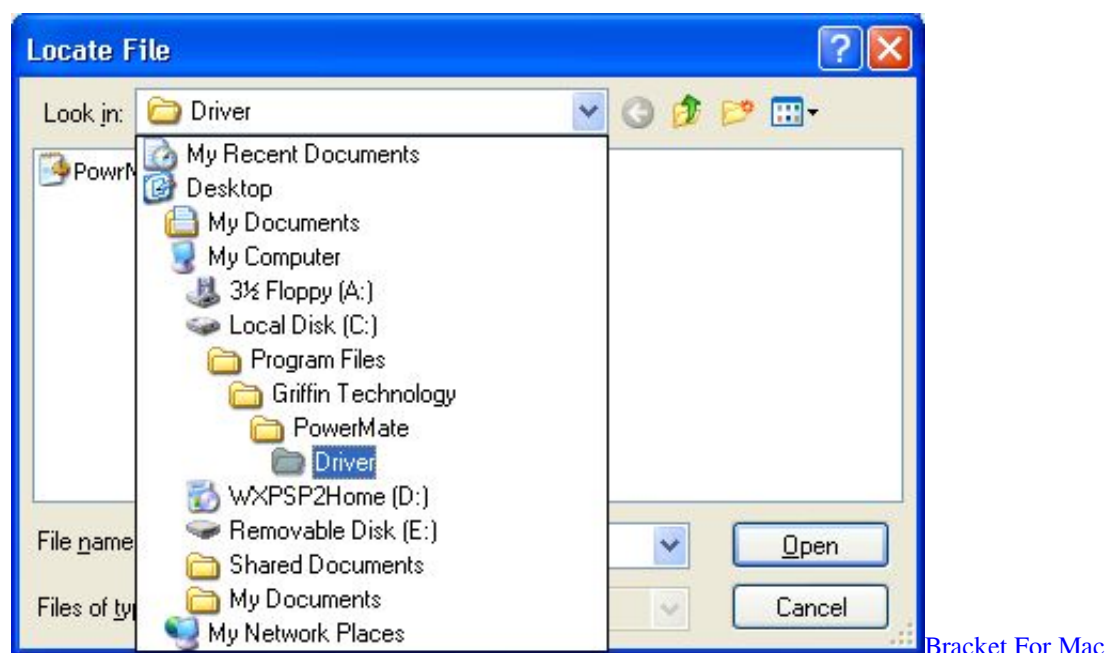 Locate File
Look in: Driver
My Recent Documents
PowrM
Desktop
My Documents
My Computer
3½ Floppy (A:)
Local Disk (C:)
Program Files
Griffin Technology
PowerMate
Driver
WXPSP2Home (D:)
Removable Disk (E:)
File name
Open
Shared Documents
My Documents
Files of ty
Cancel
My Network Places
Bracket For Mac